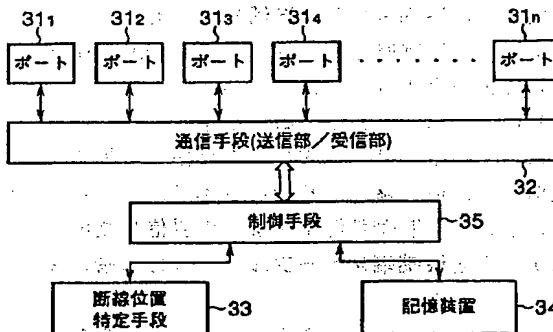 31₁ 31₂ 31₃ 31₄ 31n
ポート ポート ポート ポート ポート
通信手段(送信部/受信部)
32
制御手段 35
断線位置
特定手段 33
記憶装置 34